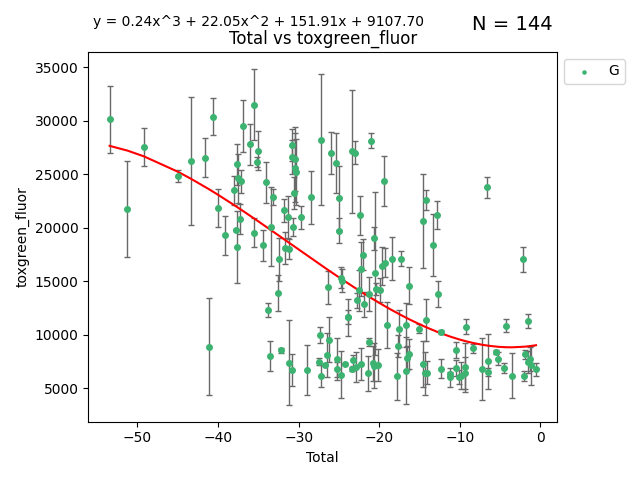 y = 0.24x^3 + 22.05x^2 + 151.91x + 9107.70
N = 144
Total vs toxgreen_fluor
G
35000
30000
25000
20000
15000
10000
5000
toxgreen_fluor
−50 −40 −30 −20 −10 0
Total